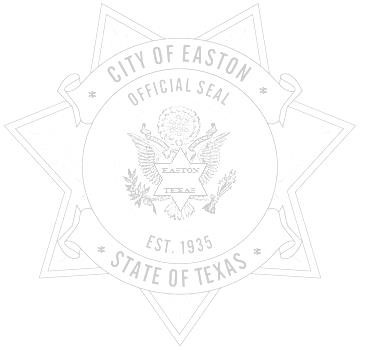 CITY OF EASTON
OFFICIAL SEAL
EASTON
TEXAS
EST. 1935
STATE OF TEXAS